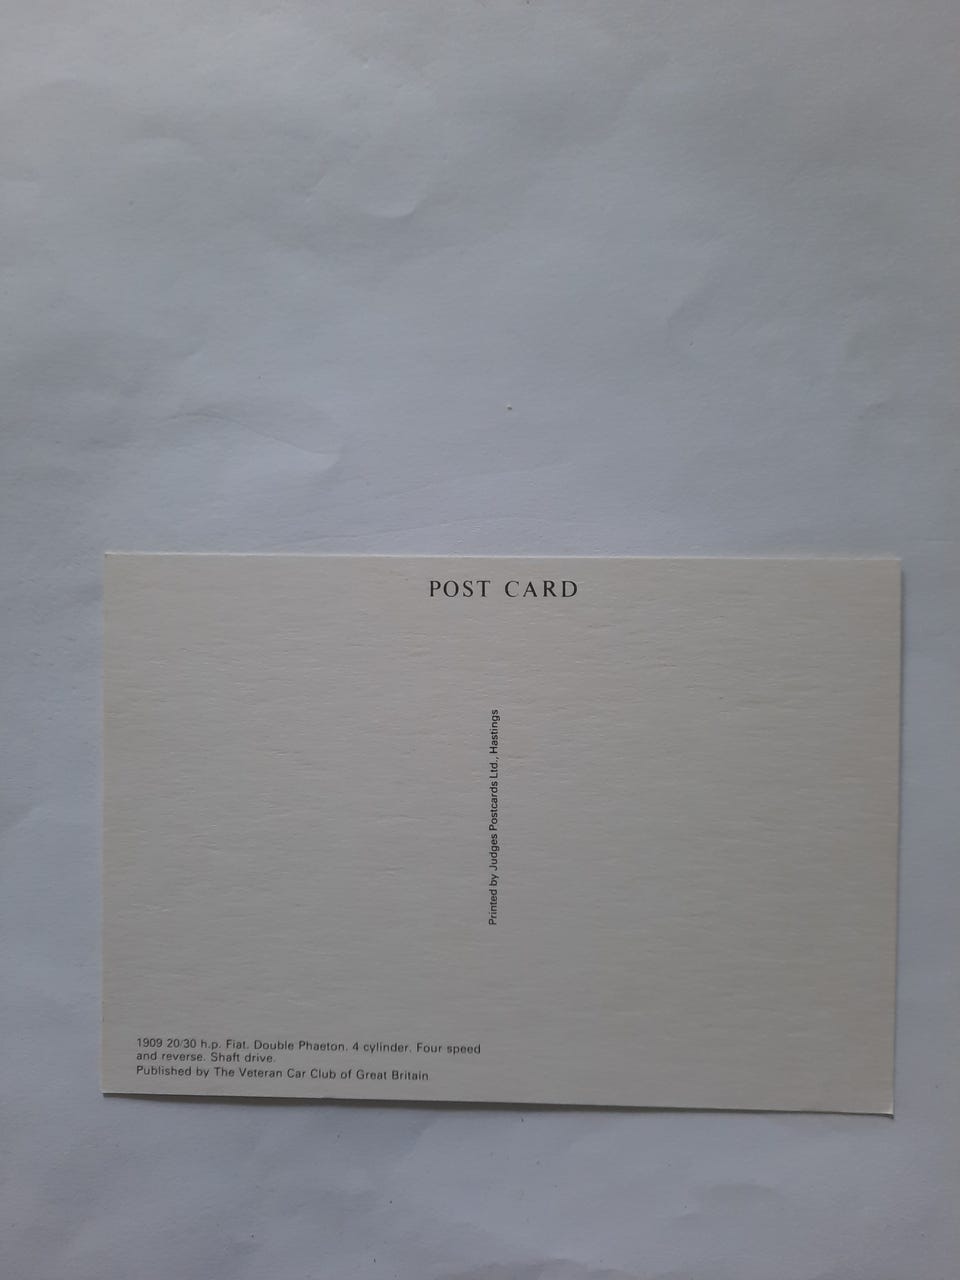 POST CARD
Printed by Judges Postcards Ltd., Hastings
1909 20/30 h.p. Fiat. Double Phaeton. 4 cylinder. Four speed
and reverse. Shaft drive.
Published by The Veteran Car Club of Great Britain